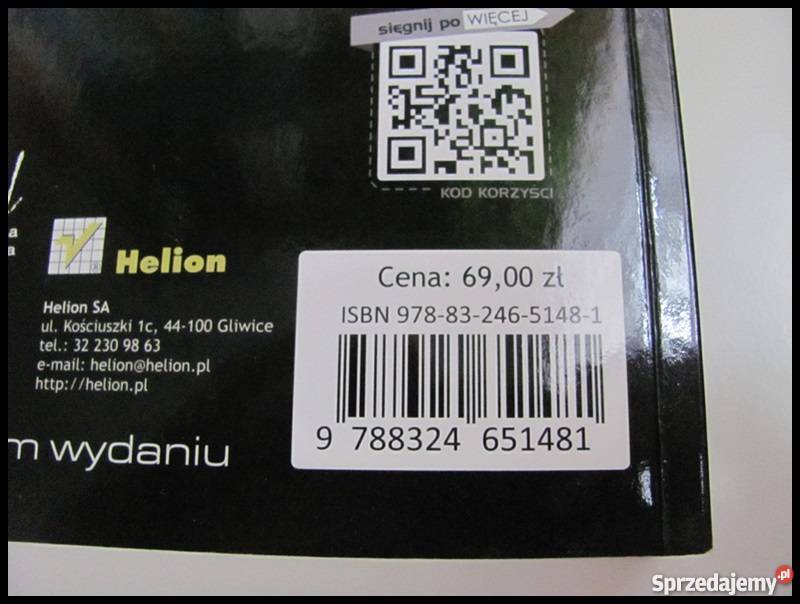 sięgnij po WIĘCEJ
KOD KORZYŚCI
a
a
Helion
Helion SA
ul. Kościuszki 1c, 44-100 Gliwice
tel.: 32 230 98 63
e-mail: helion@helion.pl
http://helion.pl
Cena: 69,00 zł
ISBN 978-83-246-5148-1
9 788324 651481
m wydaniu
Sprzedajemy.pl